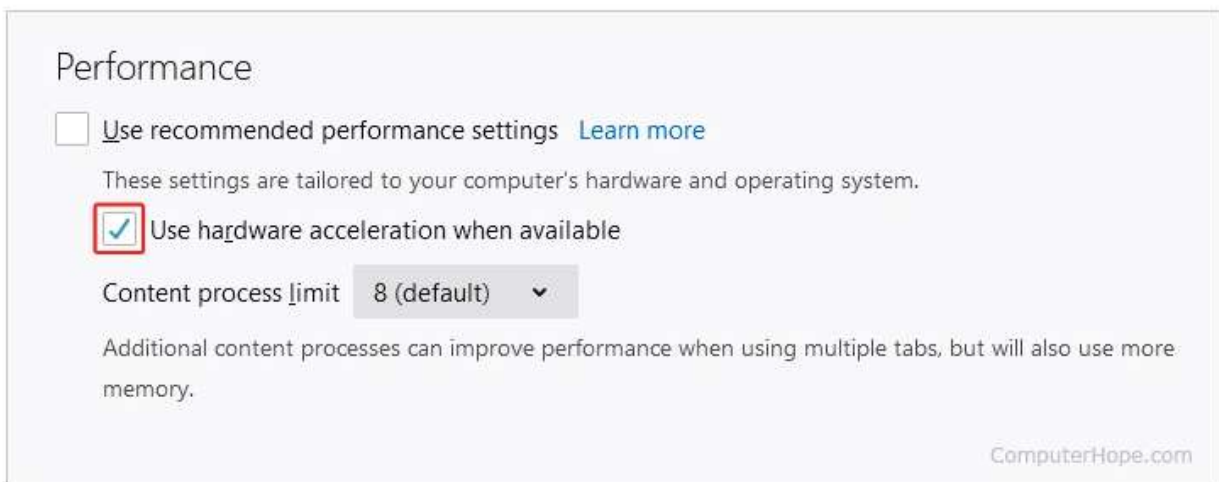 Performance
Use recommended performance settings Learn more
These settings are tailored to your computer's hardware and operating system.
Use hardware acceleration when available
Content process limit 8 (default)
Additional content processes can improve performance when using multiple tabs, but will also use more
memory.
ComputerHope.com